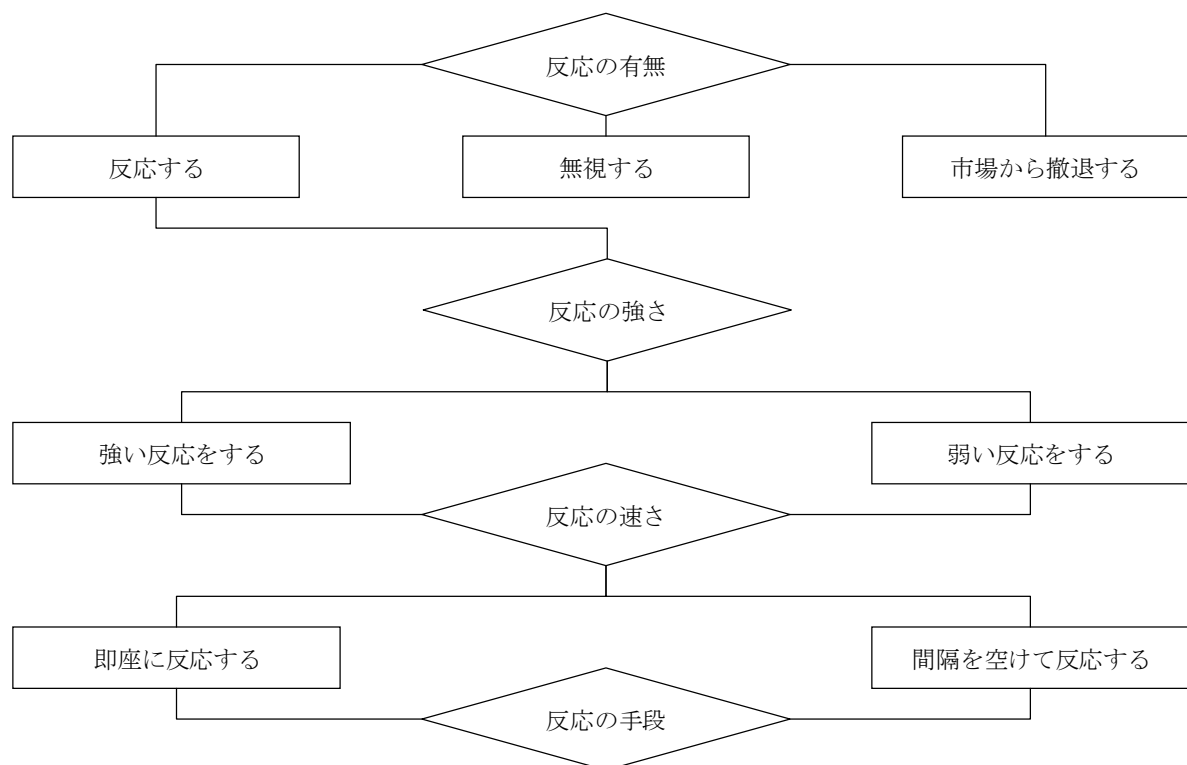 反応の有無
反応する
無視する
市場から撤退する
反応の強さ
強い反応をする
弱い反応をする
反応の速さ
即座に反応する
間隔を空けて反応する
反応の手段